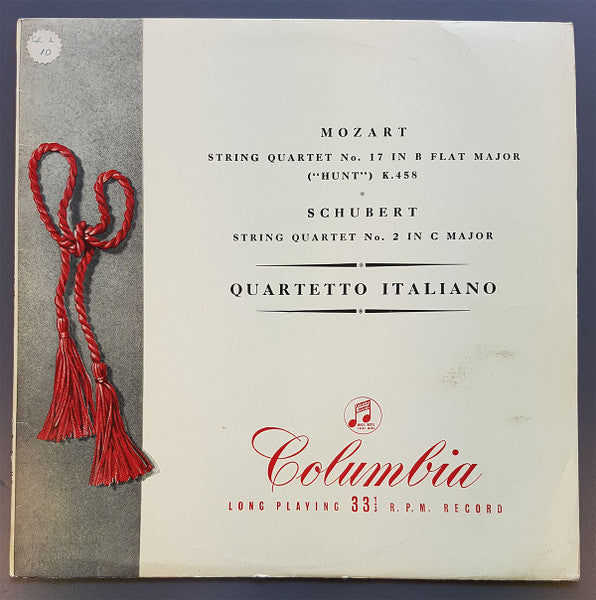 10
MOZART
STRING QUARTET No. 17 IN B FLAT MAJOR
("HUNT") K.458
SCHUBERT
STRING QUARTET No. 2 IN C MAJOR
QUARTETTO ITALIANO
Columbia
LONG PLAYING 33⅓ R.P.M. RECORD